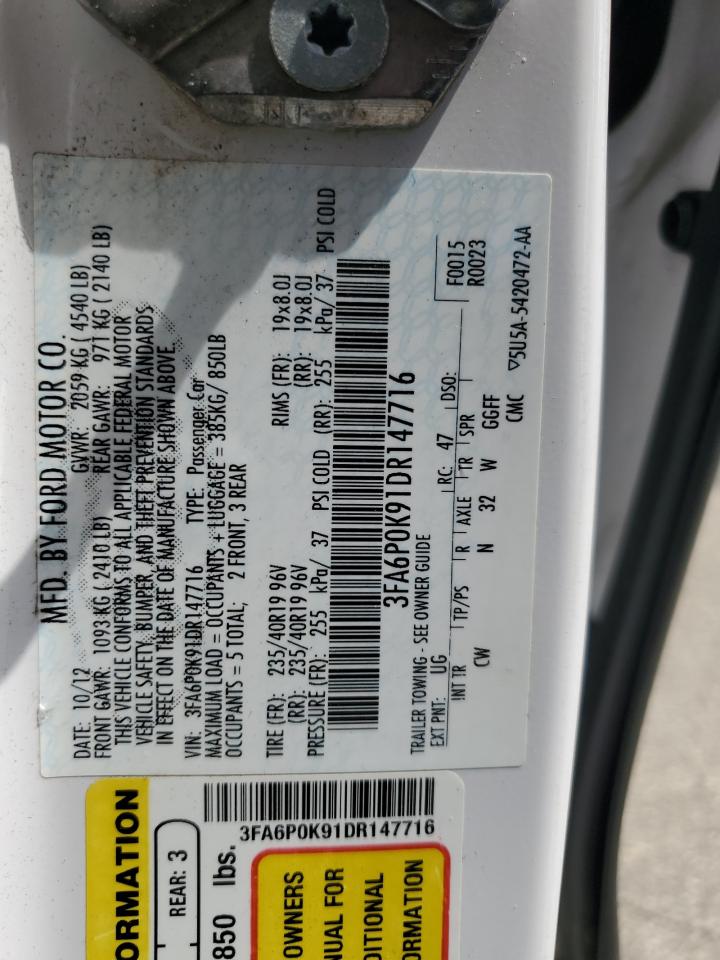 MFD. BY FORD MOTOR CO.
DATE: 10/12 GVWR: 2059 KG ( 4540 LB)
FRONT GAWR: 1093 KG ( 2410 LB) REAR GAWR: 971 KG ( 2140 LB)
THIS VEHICLE CONFORMS TO ALL APPLICABLE FEDERAL MOTOR
VEHICLE SAFETY, BUMPER, AND THEFT PREVENTION STANDARDS
IN EFFECT ON THE DATE OF MANUFACTURE SHOWN ABOVE.
VIN: 3FA6P0K91DR147716 TYPE: Passenger Car
MAXIMUM LOAD = OCCUPANTS + LUGGAGE = 385KG/ 850LB
OCCUPANTS = 5 TOTAL; 2 FRONT, 3 REAR
TIRE (FR): 235/40R19 96V RIMS (FR): 19x8.0J
(RR): 235/40R19 96V (RR): 19x8.0J
PRESSURE (FR): 255 kPa/ 37 PSI COLD (RR): 255 kPa/ 37 PSI COLD
3FA6P0K91DR147716
TRAILER TOWING - SEE OWNER GUIDE F0015
EXT PNT: UG RC: 47 DSO: R0023
INT TR TP/PS R AXLE TR SPR
CW N 32 W GGFF
CMC ▽5U5A-5420472-AA
3FA6P0K91DR147716
ORMATION
REAR: 3
850 lbs.
OWNERS
NUAL FOR
DITIONAL
ORMATION